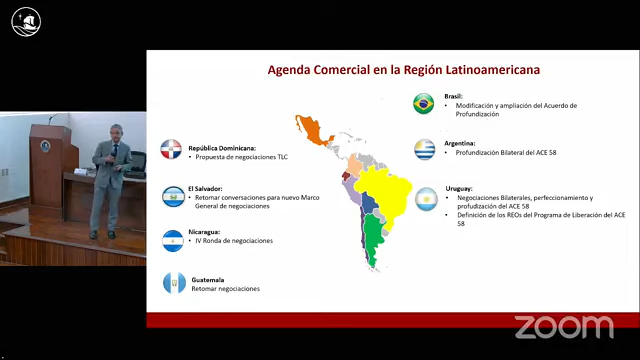 Agenda Comercial en la Región Latinoamericana
República Dominicana:
• Propuesta de negociaciones TLC
El Salvador:
• Retomar conversaciones para nuevo Marco
General de negociaciones
Nicaragua:
• IV Ronda de negociaciones
Guatemala
Retomar negociaciones
Brasil:
• Modificación y ampliación del Acuerdo de
Profundización
Argentina:
• Profundización Bilateral del ACE 58
Uruguay:
• Negociaciones Bilaterales, perfeccionamiento y
profudización del ACE 58
• Definición de los REOs del Programa de Liberación del ACE
58
zoom